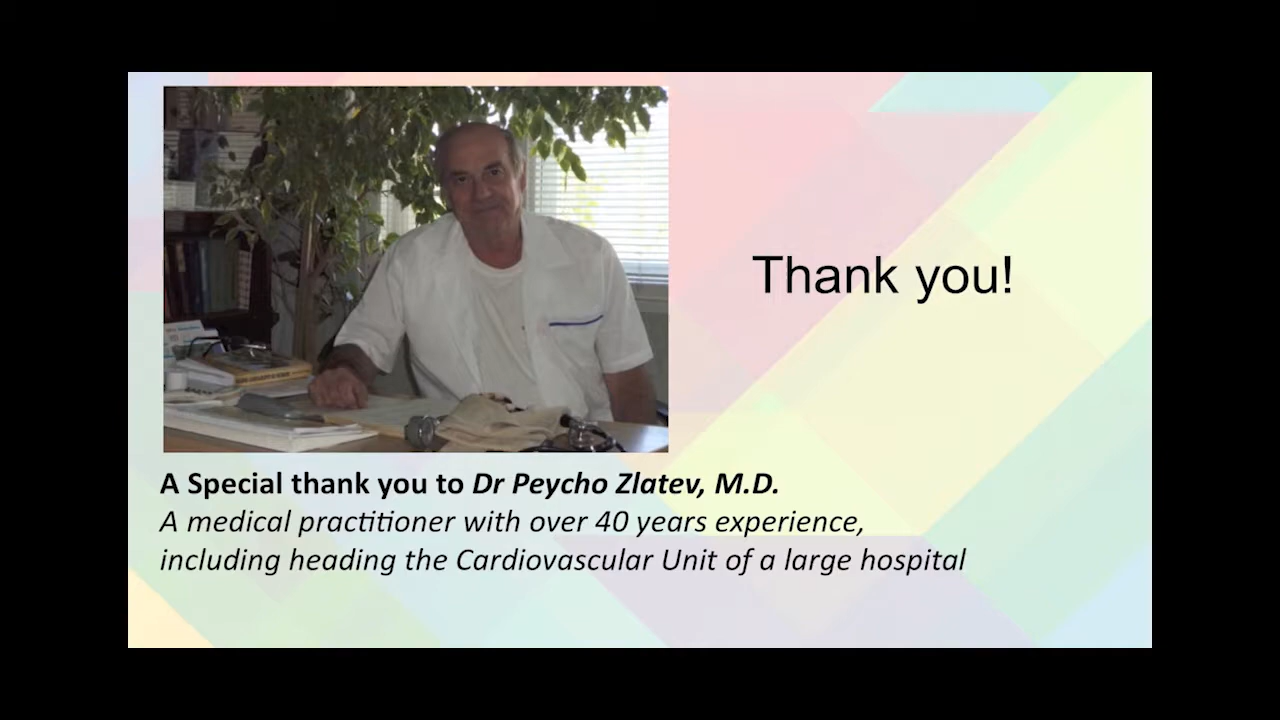 Thank you!
A Special thank you to Dr Peycho Zlatev, M.D.
A medical practitioner with over 40 years experience,
including heading the Cardiovascular Unit of a large hospital